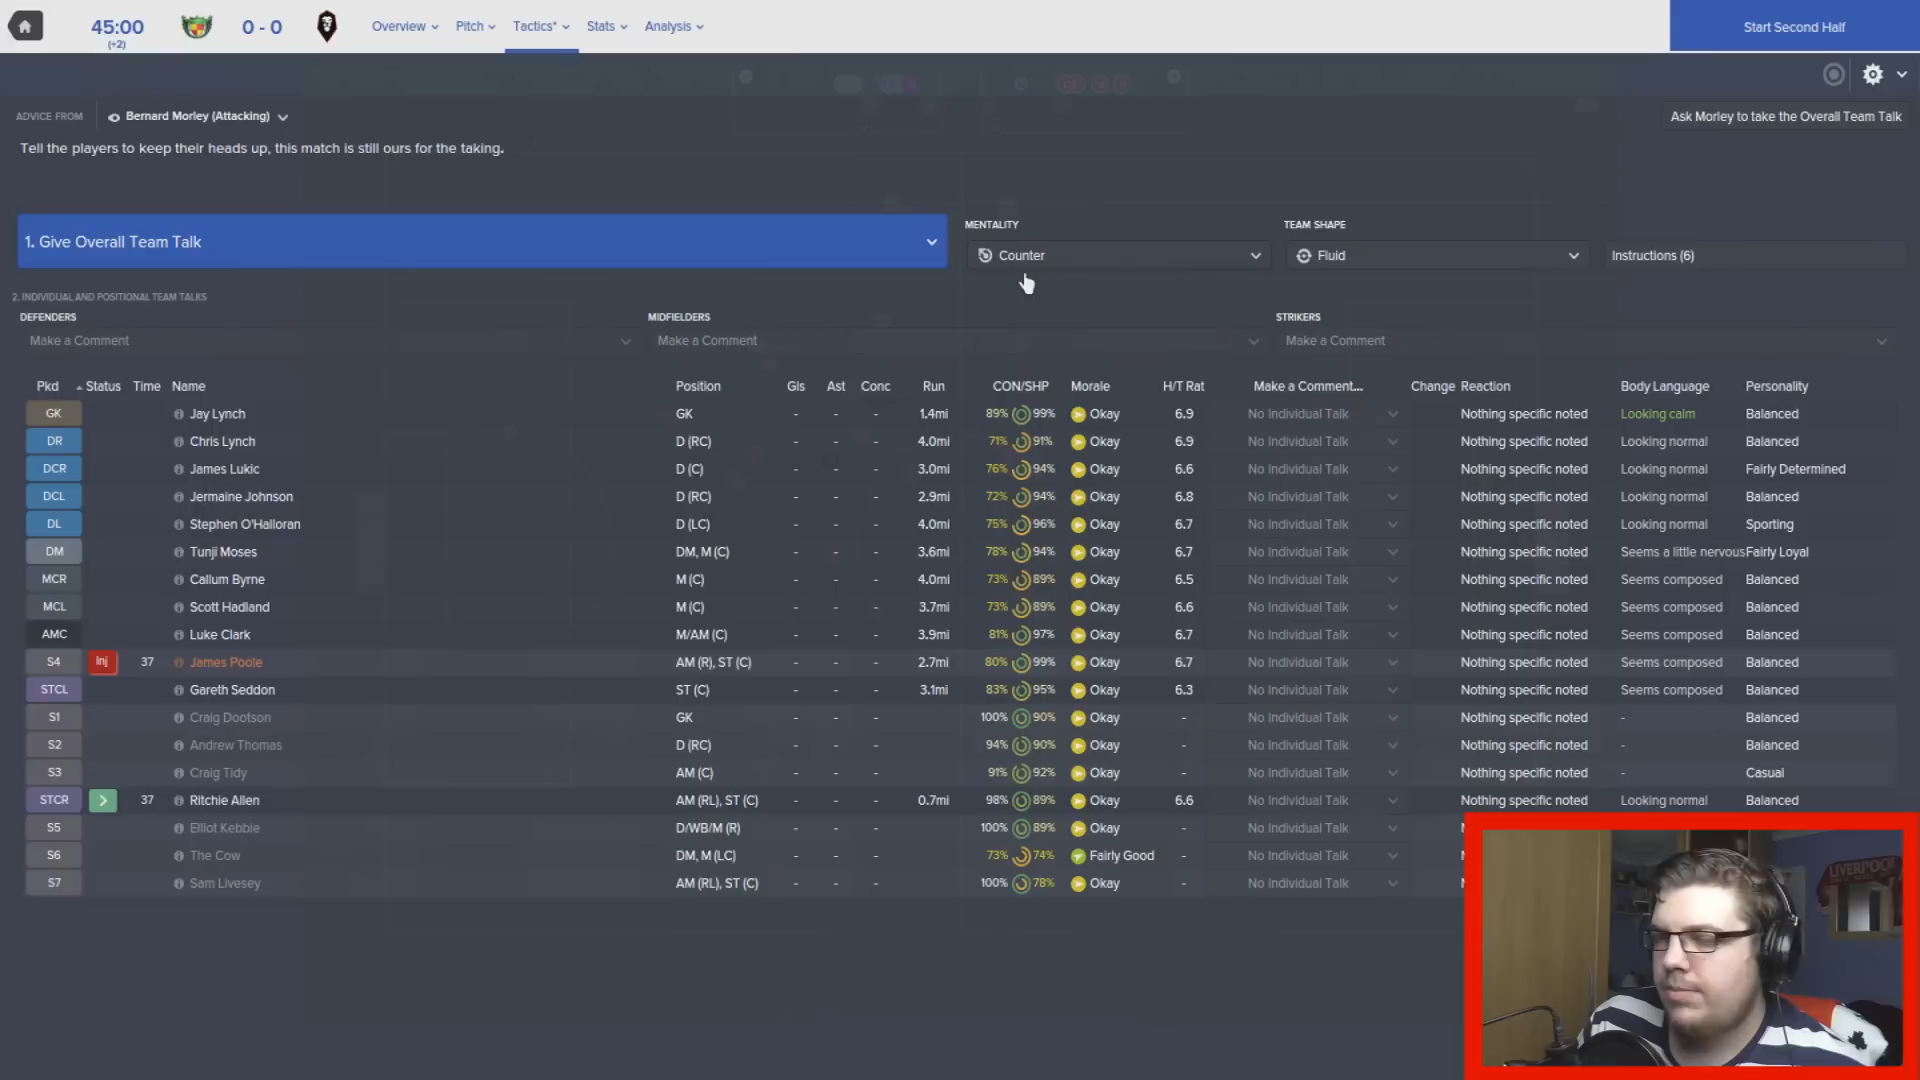 45:00
(+2)
0 - 0
Overview
Pitch
Tactics*
Stats
Analysis
Start Second Half
ADVICE FROM
Bernard Morley (Attacking)
Ask Morley to take the Overall Team Talk
Tell the players to keep their heads up, this match is still ours for the taking.
1. Give Overall Team Talk
MENTALITY
Counter
TEAM SHAPE
Fluid
Instructions (6)
2. INDIVIDUAL AND POSITIONAL TEAM TALKS
DEFENDERS
Make a Comment
MIDFIELDERS
Make a Comment
STRIKERS
Make a Comment
Pkd Status Time Name Position Gls Ast Conc Run CON/SHP Morale H/T Rat Make a Comment... Change Reaction Body Language Personality
GK Jay Lynch GK - - - 1.4mi 89% 99% Okay 6.9 No Individual Talk Nothing specific noted Looking calm Balanced
DR Chris Lynch D (RC) - - - 4.0mi 71% 91% Okay 6.9 No Individual Talk Nothing specific noted Looking normal Balanced
DCR James Lukic D (C) - - - 3.0mi 76% 94% Okay 6.6 No Individual Talk Nothing specific noted Looking normal Fairly Determined
DCL Jermaine Johnson D (RC) - - - 2.9mi 72% 94% Okay 6.8 No Individual Talk Nothing specific noted Looking normal Balanced
DL Stephen O'Halloran D (LC) - - - 4.0mi 75% 96% Okay 6.7 No Individual Talk Nothing specific noted Looking normal Sporting
DM Tunji Moses DM, M (C) - - - 3.6mi 78% 94% Okay 6.7 No Individual Talk Nothing specific noted Seems a little nervous Fairly Loyal
MCR Callum Byrne M (C) - - - 4.0mi 73% 89% Okay 6.5 No Individual Talk Nothing specific noted Seems composed Balanced
MCL Scott Hadland M (C) - - - 3.7mi 73% 89% Okay 6.6 No Individual Talk Nothing specific noted Seems composed Balanced
AMC Luke Clark M/AM (C) - - - 3.9mi 81% 97% Okay 6.7 No Individual Talk Nothing specific noted Seems composed Balanced
S4 Inj 37 James Poole AM (R), ST (C) - - - 2.7mi 80% 99% Okay 6.7 No Individual Talk Nothing specific noted Seems composed Balanced
STCL Gareth Seddon ST (C) - - - 3.1mi 83% 95% Okay 6.3 No Individual Talk Nothing specific noted Seems composed Balanced
S1 Craig Dootson GK - - - 100% 90% Okay - No Individual Talk Nothing specific noted - Balanced
S2 Andrew Thomas D (RC) - - - 94% 90% Okay - No Individual Talk Nothing specific noted - Balanced
S3 Craig Tidy AM (C) - - - 91% 92% Okay - No Individual Talk Nothing specific noted - Casual
STCR 37 Ritchie Allen AM (RL), ST (C) - - - 0.7mi 98% 89% Okay 6.6 No Individual Talk Nothing specific noted Looking normal Balanced
S5 Elliot Kebbie D/WB/M (R) - - - 100% 89% Okay - No Individual Talk
S6 The Cow DM, M (LC) - - - 73% 74% Fairly Good - No Individual Talk
S7 Sam Livesey AM (RL), ST (C) - - - 100% 78% Okay - No Individual Talk
LIVERPOOL